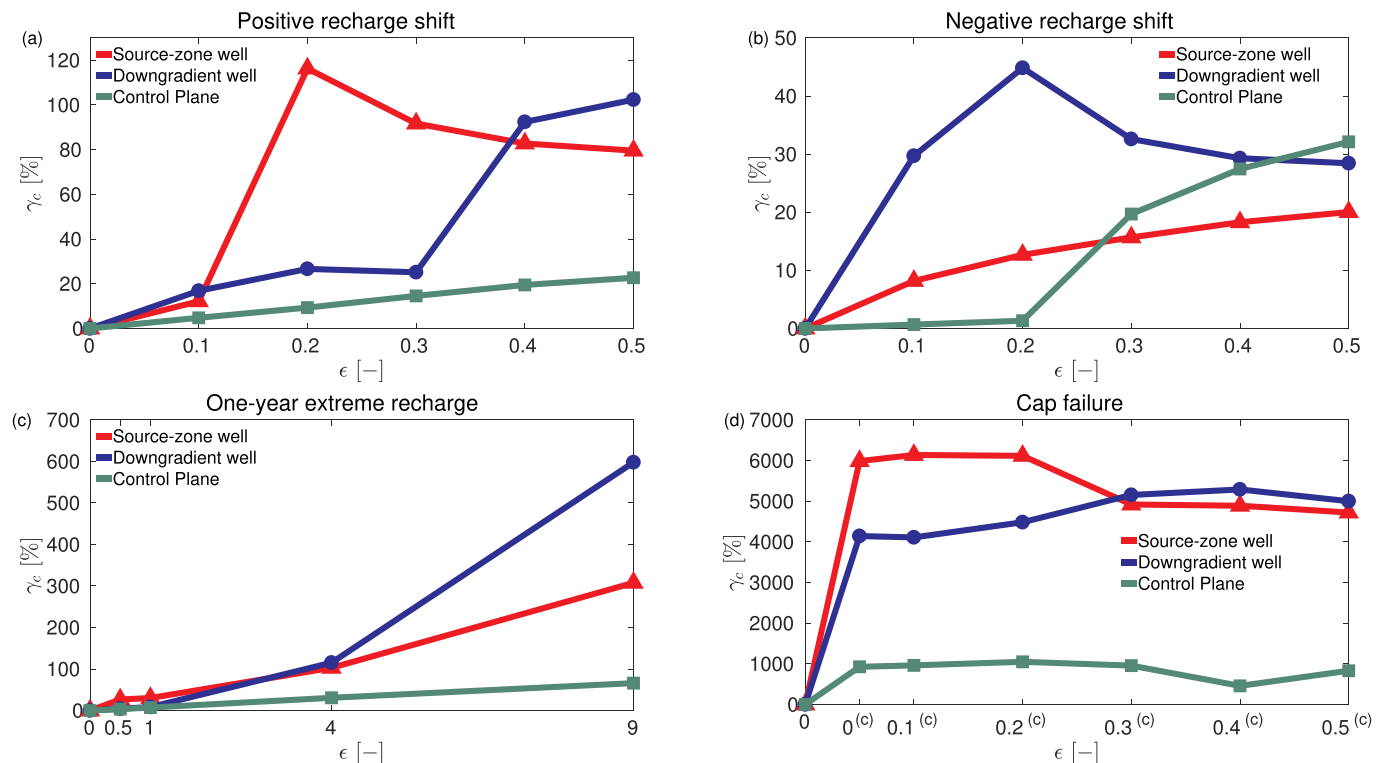 Positive recharge shift
(a)
Source-zone well
Downgradient well
Control Plane
120
100
80
60
40
20
0
γc [%]
0 0.1 0.2 0.3 0.4 0.5
ϵ [−]
Negative recharge shift
(b)
Source-zone well
Downgradient well
Control Plane
50
40
30
20
10
0
γc [%]
0 0.1 0.2 0.3 0.4 0.5
ϵ [−]
One-year extreme recharge
(c)
Source-zone well
Downgradient well
Control Plane
700
600
500
400
300
200
100
0
γc [%]
0 0.5 1 4 9
ϵ [−]
Cap failure
(d)
7000
6000
5000
4000
3000
2000
1000
0
γc [%]
Source-zone well
Downgradient well
Control Plane
0 0(c) 0.1(c) 0.2(c) 0.3(c) 0.4(c) 0.5(c)
ϵ [−]